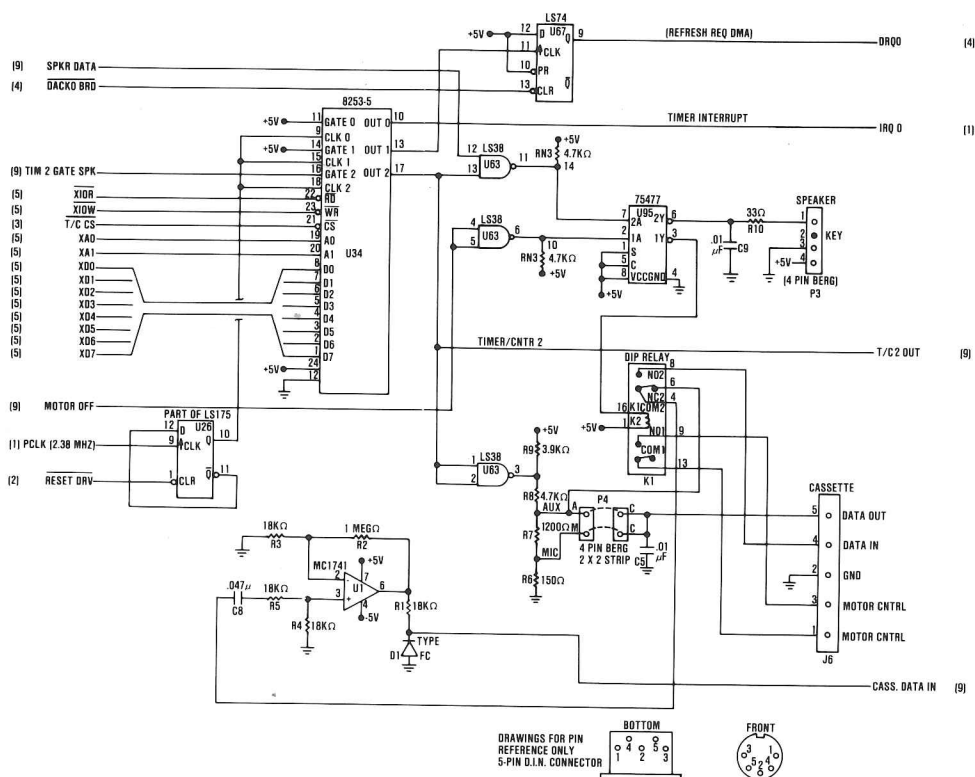 LS74
+5V
12 D U67 Q 9
(REFRESH REQ DMA)
DRQ0 (4)
11 CLK
10 PR
Q
13 CLR
(9) SPKR DATA
(4) DACKO BRD
8253-5
+5V 11 GATE 0 OUT 0 10
TIMER INTERRUPT
IRQ 0 (1)
9 CLK 0
+5V 14 GATE 1 OUT 1 13
15 CLK 1
(9) TIM 2 GATE SPK 16 GATE 2 OUT 2 17
18 CLK 2
(5) XIOR 22 RD
(5) XIOW 23 WR
(3) T/C CS 21 CS
(5) XA0 19 A0
(5) XA1 20 A1
U34
(5) XD0 8 D0
(5) XD1 7 D1
(5) XD2 6 D2
(5) XD3 5 D3
(5) XD4 4 D4
(5) XD5 3 D5
(5) XD6 2 D6
(5) XD7 1 D7
+5V 24
12
LS38
12
13 U63 11
+5V
RN3 4.7KΩ
14
LS38
4
5 U63 6
10
RN3 4.7KΩ
+5V
75477
U95
7 2A 2Y 6
2 1A 1Y 3
1 S
5 C
8 VCC GND 4
+5V
33Ω
R10
.01
μF C9
SPEAKER
1
2 KEY
3
+5V 4
(4 PIN BERG)
P3
TIMER/CNTR 2
T/C 2 OUT (9)
DIP RELAY
NO2 8
NC2 6
4
16 K1 COM2
+5V 1 K2
NO1 9
COM1
13
K1
(9) MOTOR OFF
PART OF LS175
12 D U26 Q 10
(1) PCLK (2.38 MHZ) 9 CLK
Q 11
(2) RESET DRV 1 CLR
LS38
1
2 U63 3
+5V
R9 3.9KΩ
R8 4.7KΩ
AUX
R7 1200Ω
MIC
R6 150Ω
P4
A C
M C
4 PIN BERG
2 X 2 STRIP
.01
μF
C5
CASSETTE
5 DATA OUT
4 DATA IN
2 GND
3 MOTOR CNTRL
1 MOTOR CNTRL
J6
18KΩ
R3
1 MEGΩ
R2
MC1741
+5V
2 - 7
U1 6
3 + 4
-5V
.047μ
C8
18KΩ
R5
R4 18KΩ
R1 18KΩ
TYPE
D1 FC
CASS. DATA IN (9)
DRAWINGS FOR PIN
REFERENCE ONLY
5-PIN D.I.N. CONNECTOR
BOTTOM
4 5
1 2 3
FRONT
3 1
5 2 4